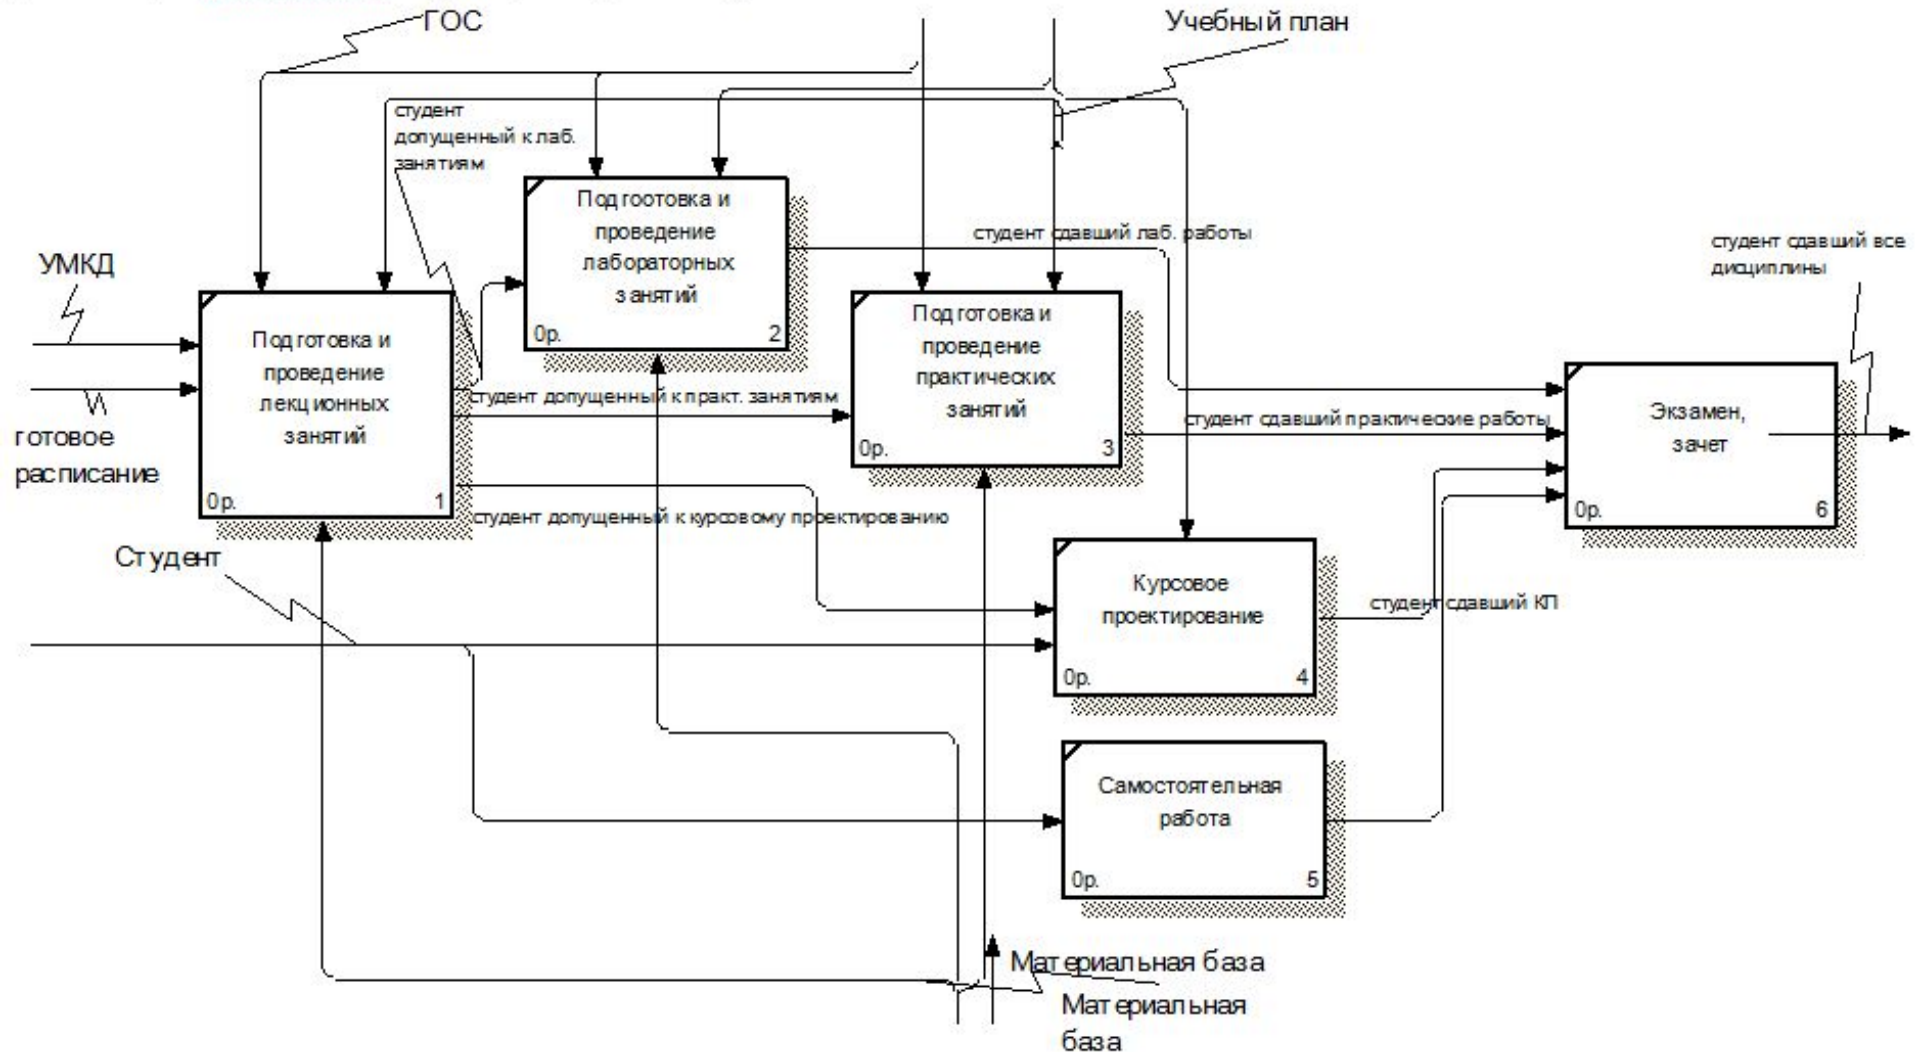 ГОС
Учебный план
студент
допущенный к лаб.
занятиям
Подгоотовка и
проведение
лабораторных
занятий
0р.
2
студент сдавший лаб. работы
студент сдавший все
дисциплины
УМКД
готовое
расписание
Подготовка и
проведение
лекционных
занятий
0р.
1
Подготовка и
проведение
практических
занятий
0р.
3
студент допущенный к практ. занятиям
студент сдавший практические работы
Экзамен,
зачет
0р.
6
студент допущенный к курсовому проектированию
Студент
Курсовое
проектирование
0р.
4
студент сдавший КП
Самостоятельная
работа
0р.
5
Материальная база
Материальная
база